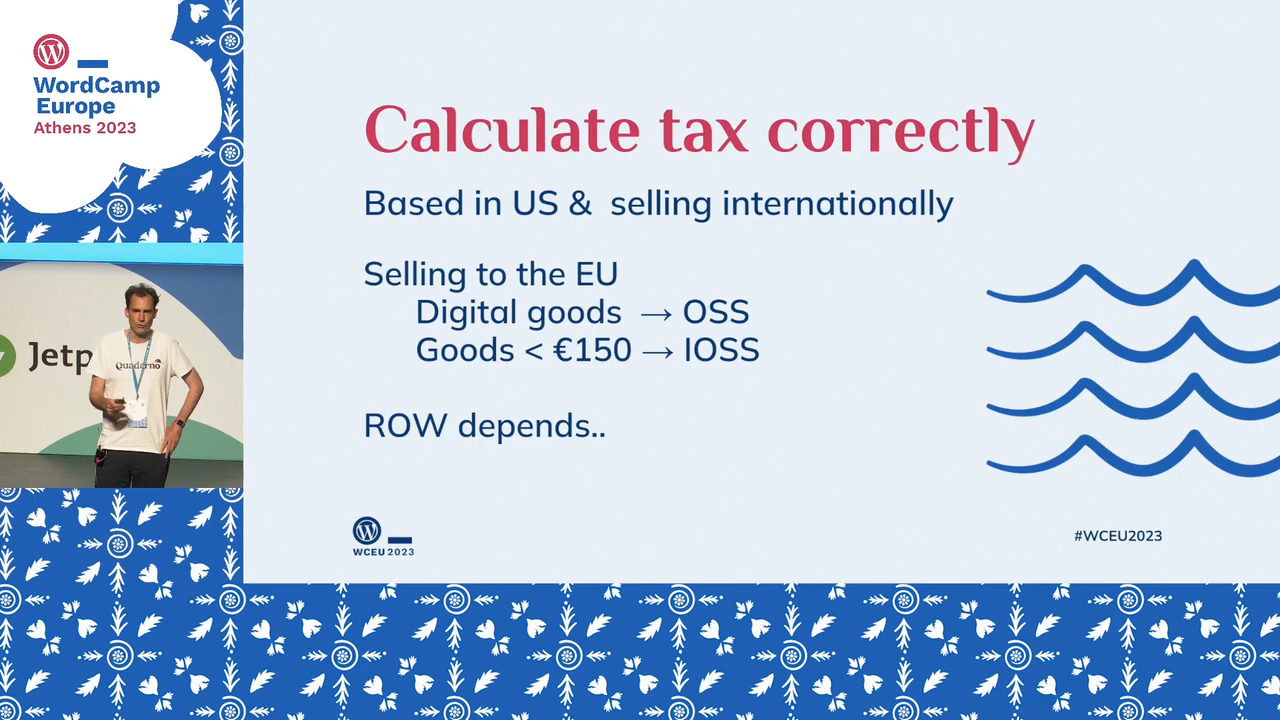 WordCamp
Europe
Athens 2023
Calculate tax correctly
Based in US &  selling internationally
Selling to the EU
Digital goods  → OSS
Goods < €150 → IOSS
ROW depends..
Jetp
Quaderno
WCEU 2023
#WCEU2023